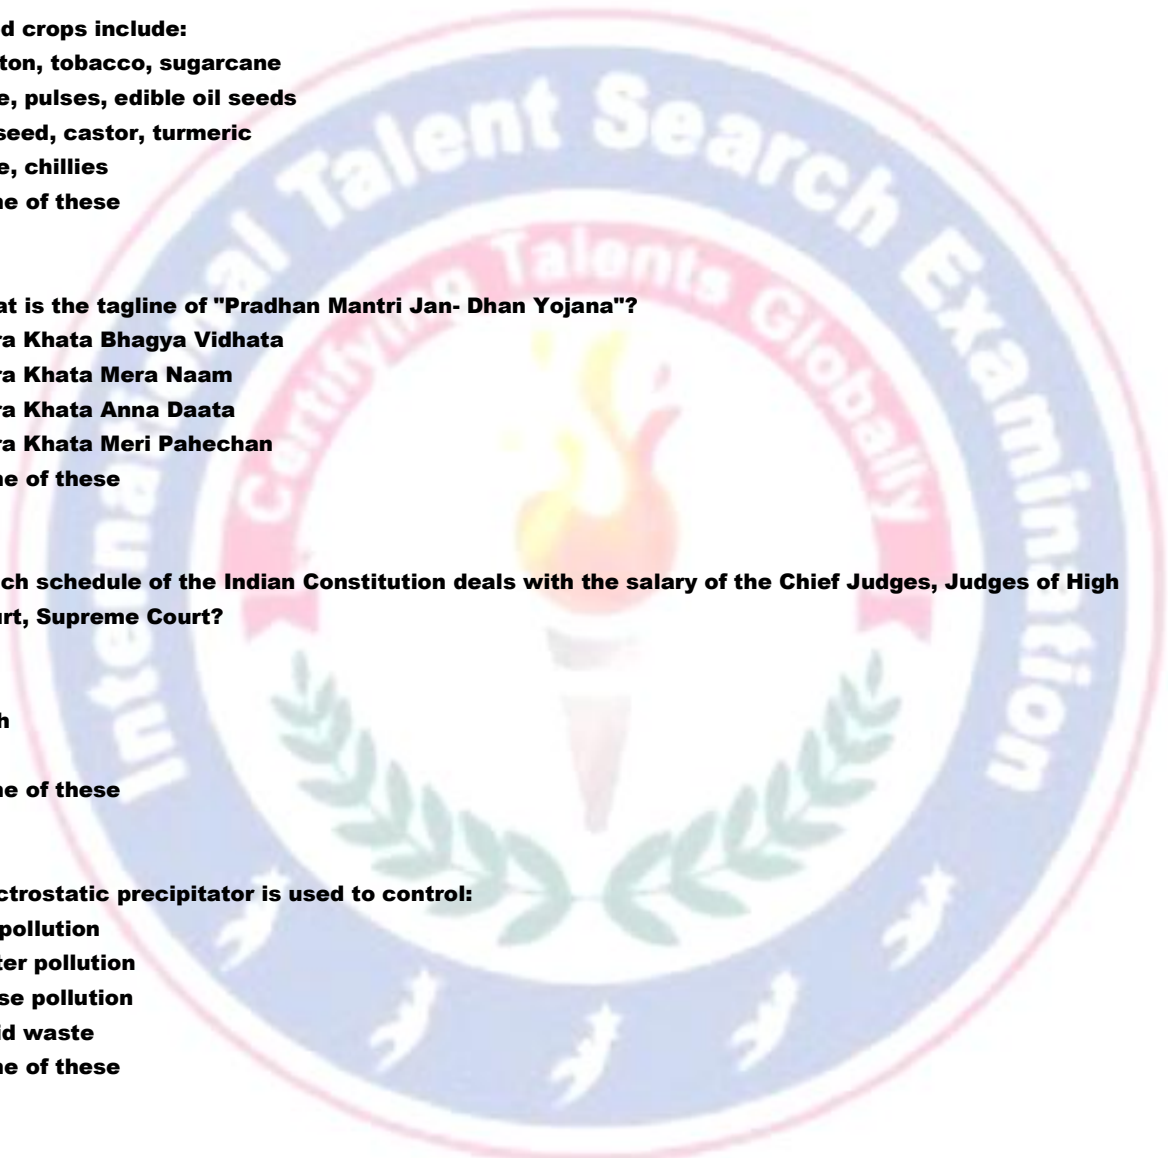 d crops include:
ton, tobacco, sugarcane
e, pulses, edible oil seeds
seed, castor, turmeric
e, chillies
ne of these
at is the tagline of "Pradhan Mantri Jan- Dhan Yojana"?
ra Khata Bhagya Vidhata
ra Khata Mera Naam
ra Khata Anna Daata
ra Khata Meri Pahechan
ne of these
ch schedule of the Indian Constitution deals with the salary of the Chief Judges, Judges of High
urt, Supreme Court?
h
ne of these
ctrostatic precipitator is used to control:
pollution
ter pollution
se pollution
id waste
ne of these
International Talent Search Examination
Certifying Talents Globally